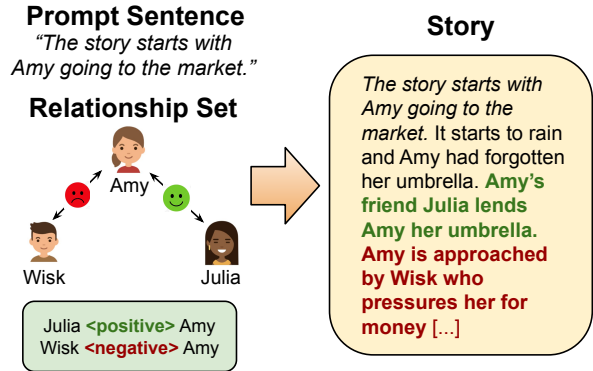 Prompt Sentence
“The story starts with
Amy going to the market.”
Relationship Set
Amy
Wisk
Julia
Julia <positive> Amy
Wisk <negative> Amy
Story
The story starts with
Amy going to the
market. It starts to rain
and Amy had forgotten
her umbrella. Amy’s
friend Julia lends
Amy her umbrella.
Amy is approached
by Wisk who
pressures her for
money [...]